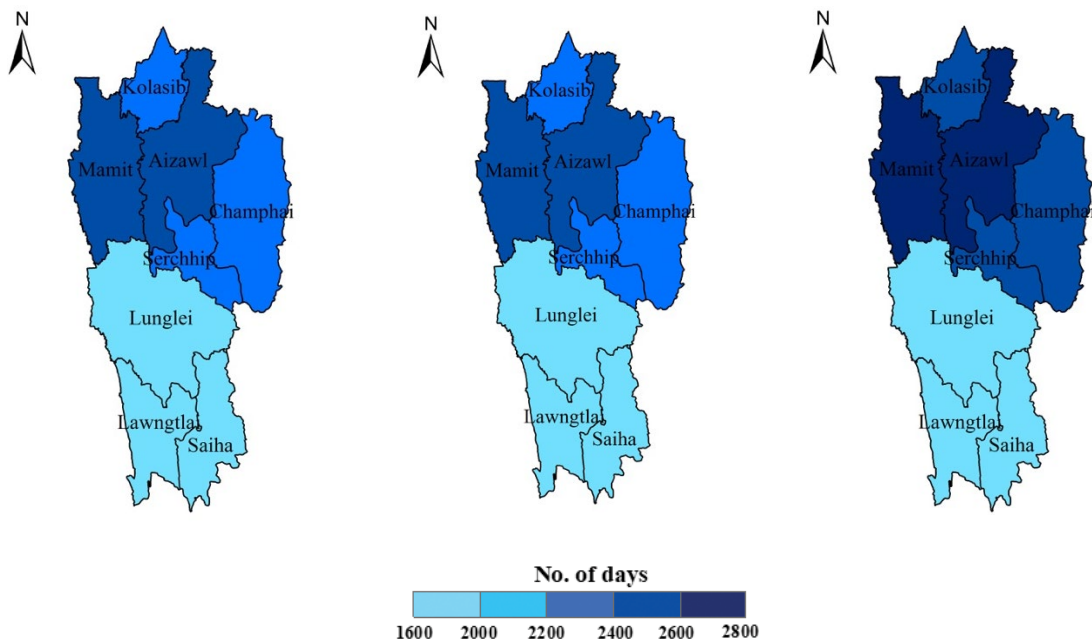 N
Kolasib
Mamit
Aizawl
Champhai
Serchhip
Lunglei
Lawngtlai
Saiha
N
Kolasib
Mamit
Aizawl
Champhai
Serchhip
Lunglei
Lawngtlai
Saiha
N
Kolasib
Mamit
Aizawl
Champhai
Serchhip
Lunglei
Lawngtlai
Saiha
No. of days
1600 2000 2200 2400 2600 2800